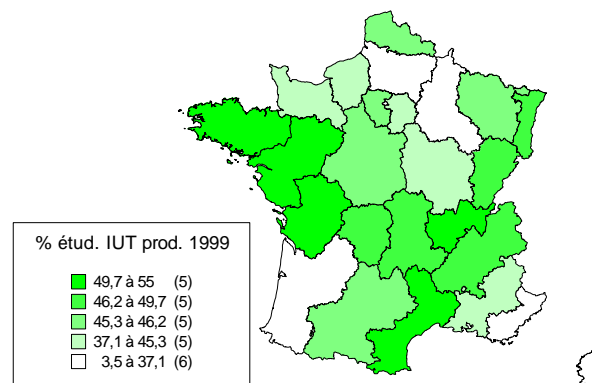 % étud. IUT prod. 1999
49,7 à 55 (5)
46,2 à 49,7 (5)
45,3 à 46,2 (5)
37,1 à 45,3 (5)
3,5 à 37,1 (6)